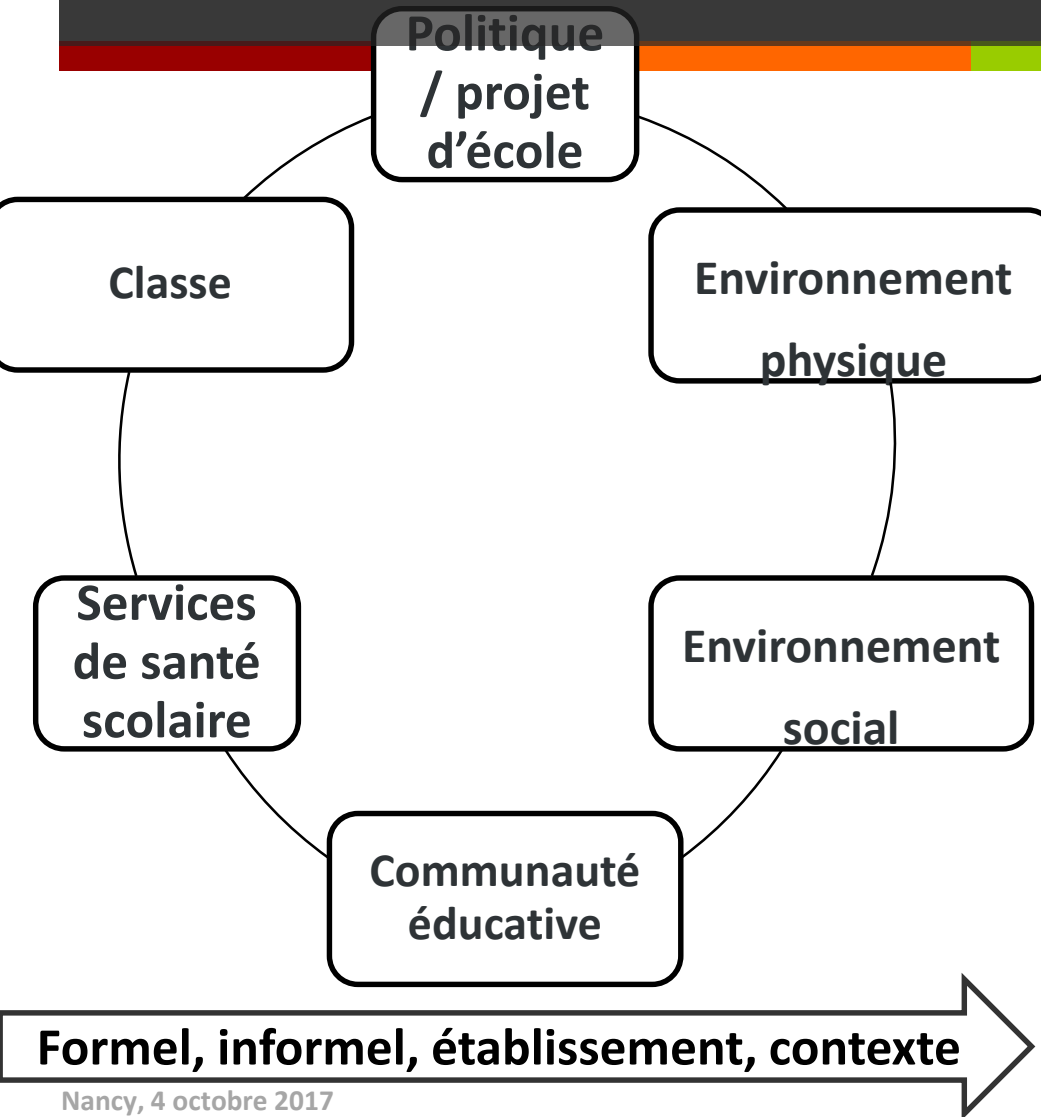 Politique
/ projet
d’école
Classe
Environnement
physique
Services
de santé
scolaire
Environnement
social
Communauté
éducative
Formel, informel, établissement, contexte
Nancy, 4 octobre 2017